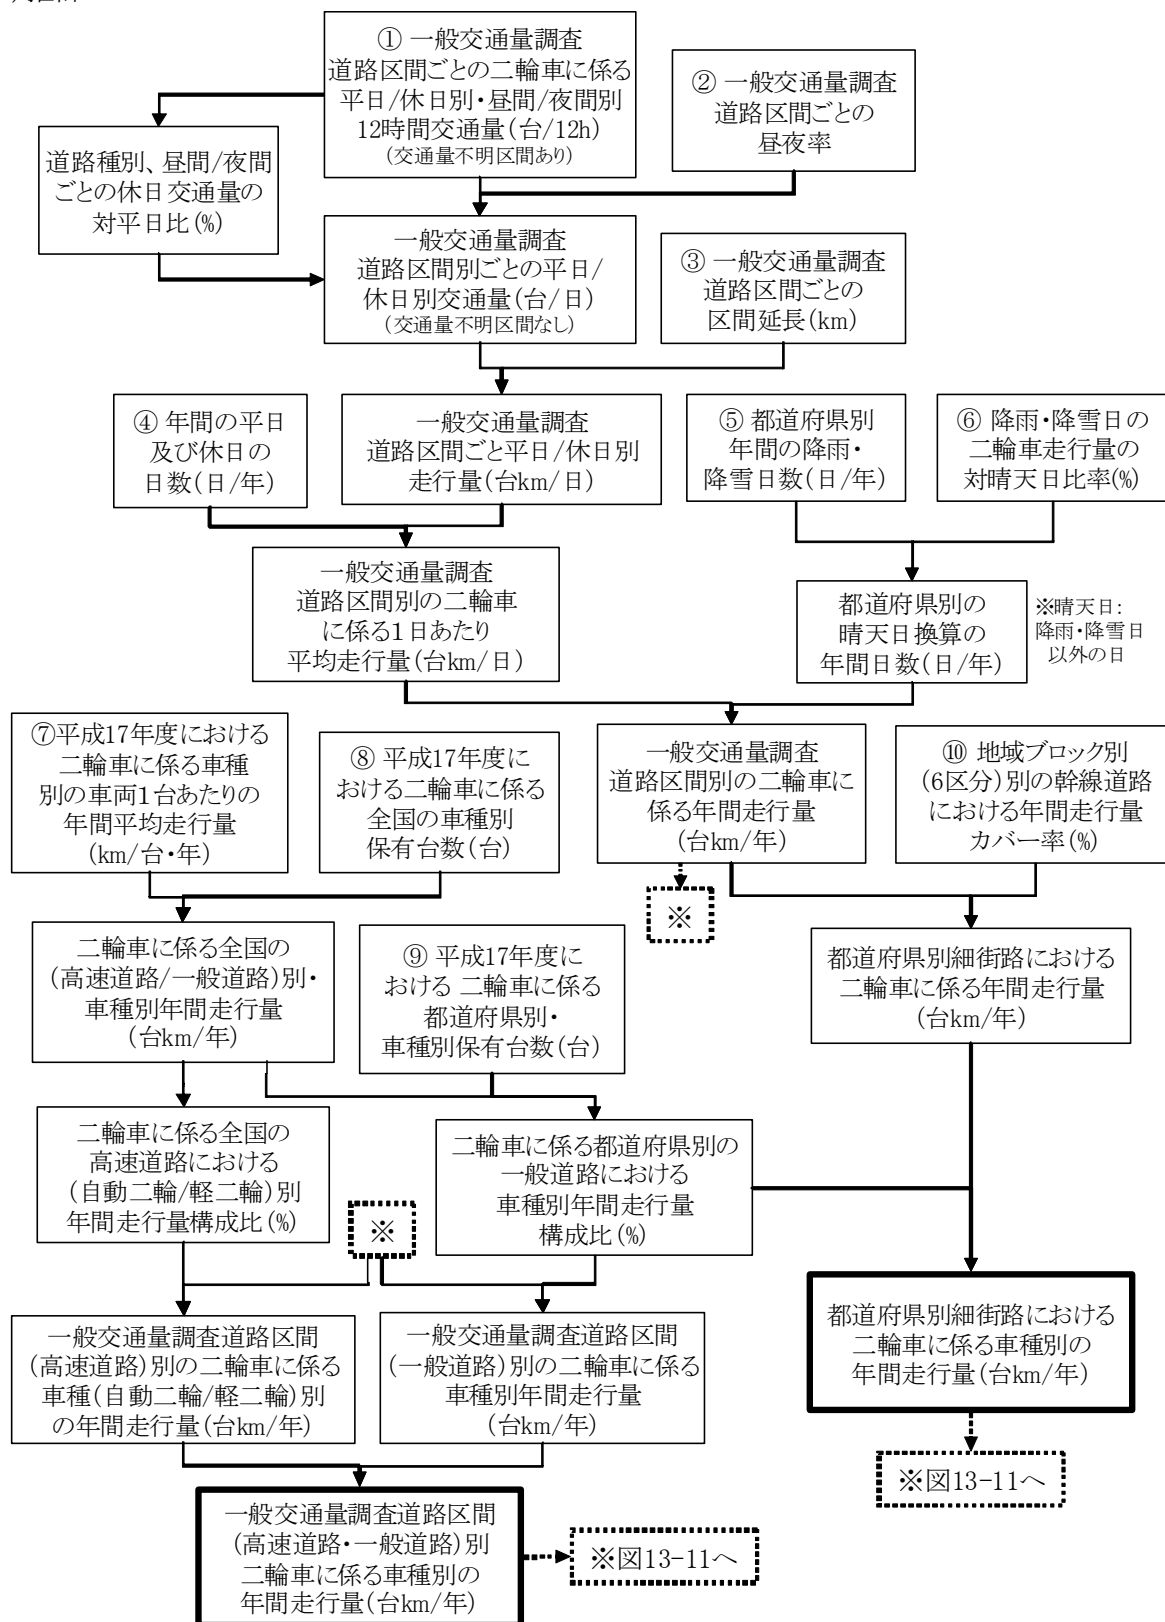 ① 一般交通量調査
道路区間ごとの二輪車に係る
平日/休日別・昼間/夜間別
12時間交通量(台/12h)
(交通量不明区間あり)
② 一般交通量調査
道路区間ごとの
昼夜率
道路種別、昼間/夜間
ごとの休日交通量の
対平日比(%)
一般交通量調査
道路区間別ごとの平日/
休日別交通量(台/日)
(交通量不明区間なし)
③ 一般交通量調査
道路区間ごとの
区間延長(km)
④ 年間の平日
及び休日の
日数(日/年)
一般交通量調査
道路区間ごと平日/休日別
走行量(台km/日)
⑤ 都道府県別
年間の降雨・
降雪日数(日/年)
⑥ 降雨・降雪日の
二輪車走行量の
対晴天日比率(%)
一般交通量調査
道路区間別の二輪車
に係る1日あたり
平均走行量(台km/日)
都道府県別の
晴天日換算の
年間日数(日/年)
※晴天日:
降雨・降雪日
以外の日
⑦平成17年度における
二輪車に係る車種
別の車両1台あたりの
年間平均走行量
(km/台・年)
⑧ 平成17年度に
おける二輪車に係る
全国の車種別
保有台数(台)
一般交通量調査
道路区間別の二輪車に
係る年間走行量
(台km/年)
⑩ 地域ブロック別
(6区分)別の幹線道路
における年間走行量
カバー率(%)
※
二輪車に係る全国の
(高速道路/一般道路)別・
車種別年間走行量
(台km/年)
⑨ 平成17年度に
おける 二輪車に係る
都道府県別・
車種別保有台数(台)
都道府県別細街路における
二輪車に係る年間走行量
(台km/年)
二輪車に係る全国の
高速道路における
(自動二輪/軽二輪)別
年間走行量構成比(%)
※
二輪車に係る都道府県別の
一般道路における
車種別年間走行量
構成比(%)
一般交通量調査道路区間
(高速道路)別の二輪車に係る
車種(自動二輪/軽二輪)別
の年間走行量(台km/年)
一般交通量調査道路区間
(一般道路)別の二輪車に係る
車種別年間走行量
(台km/年)
都道府県別細街路における
二輪車に係る車種別の
年間走行量(台km/年)
※図13-11へ
一般交通量調査道路区間
(高速道路・一般道路)別
二輪車に係る車種別の
年間走行量(台km/年)
※図13-11へ